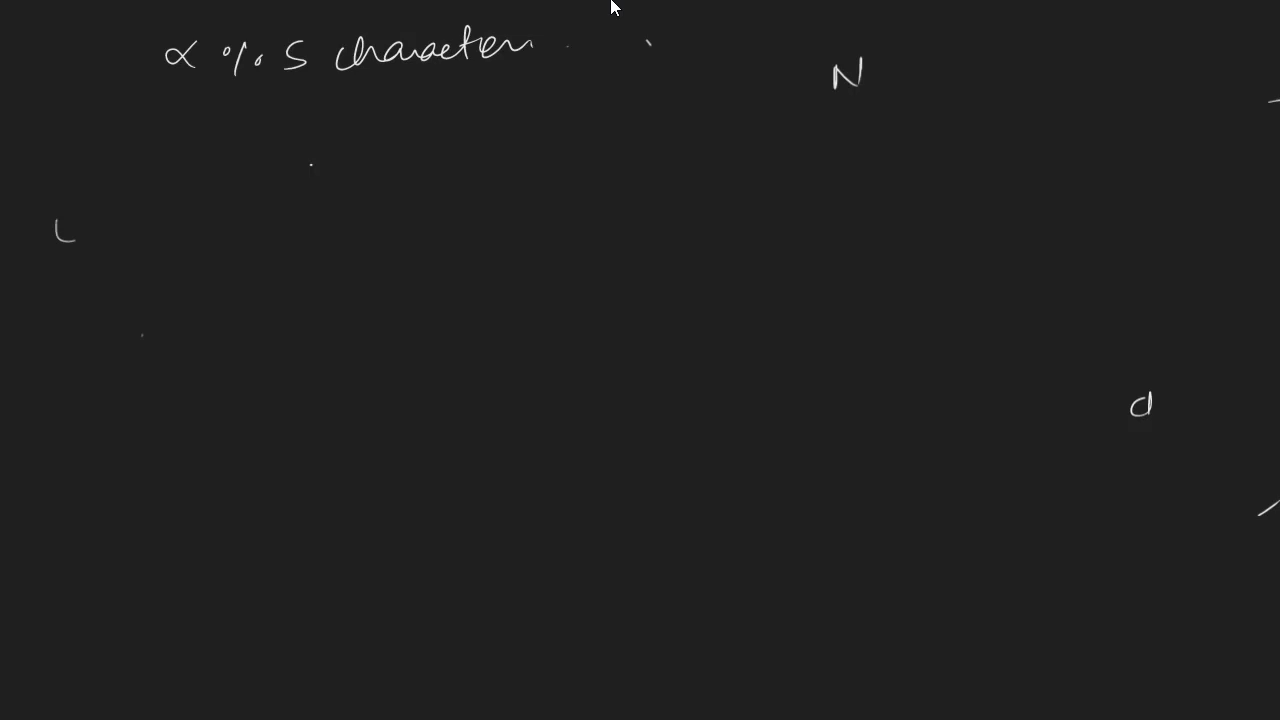 ∝ % S character
N
d